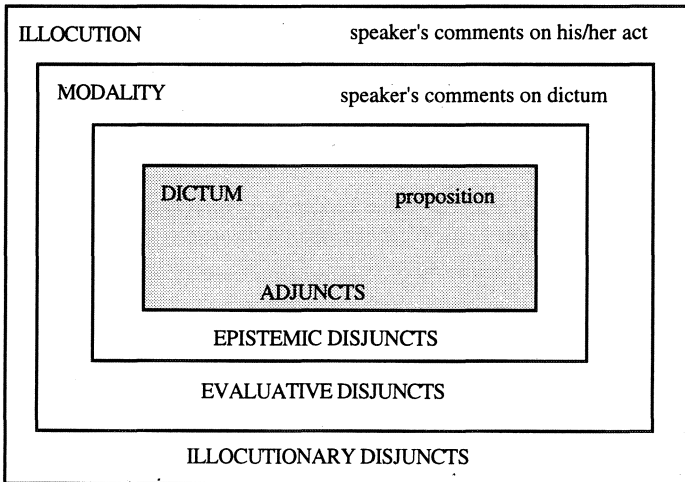 ILLOCUTION speaker's comments on his/her act
MODALITY speaker's comments on dictum
DICTUM proposition
ADJUNCTS
EPISTEMIC DISJUNCTS
EVALUATIVE DISJUNCTS
ILLOCUTIONARY DISJUNCTS